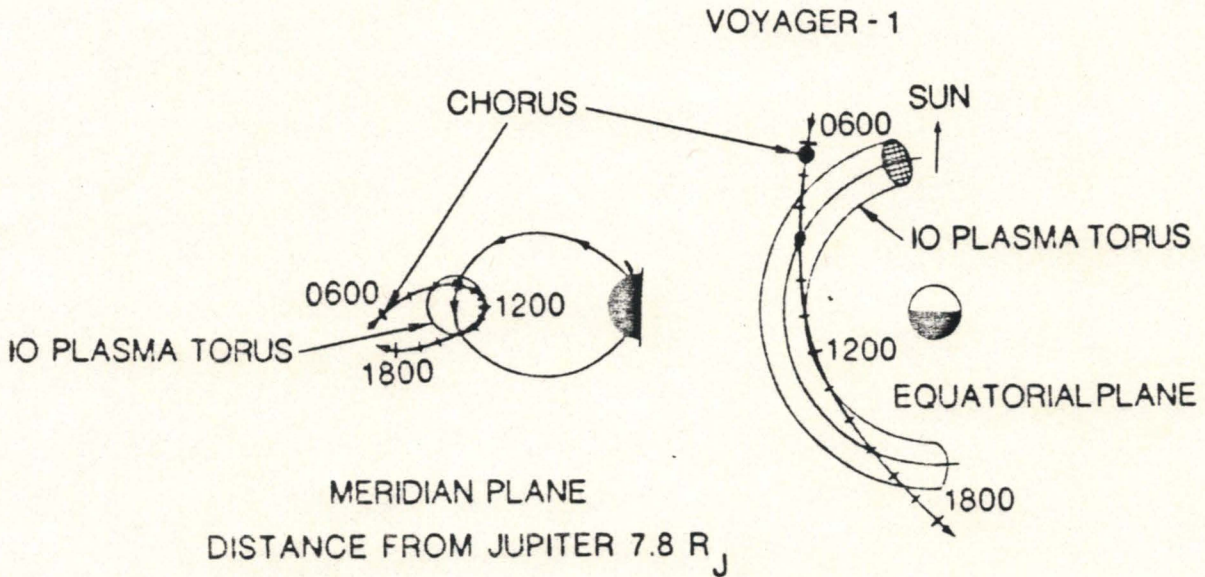 VOYAGER - 1
CHORUS
SUN
0600
IO PLASMA TORUS
0600
1200
IO PLASMA TORUS
1800
1200
EQUATORIAL PLANE
1800
MERIDIAN PLANE
DISTANCE FROM JUPITER 7.8 RJ